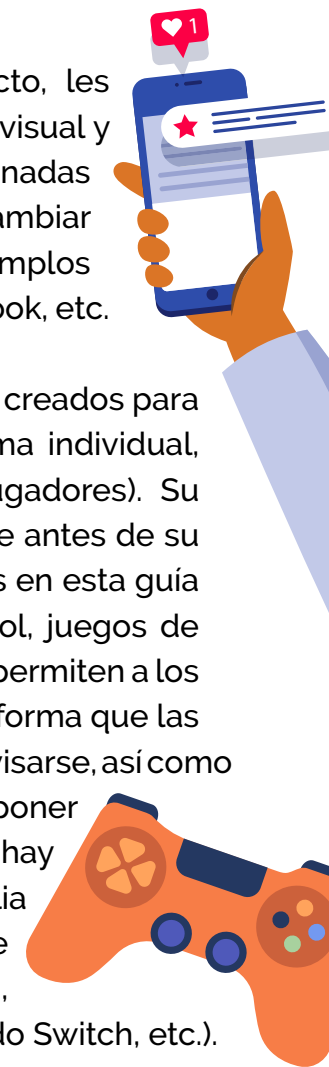 cto, les
visual y
nadas
ambiar
mplos
ook, etc.
creados para
ma individual,
ugadores). Su
e antes de su
s en esta guía
ol, juegos de
permiten a los
forma que las
visarse, así como
poner
hay
lia
e
,
do Switch, etc.).
1